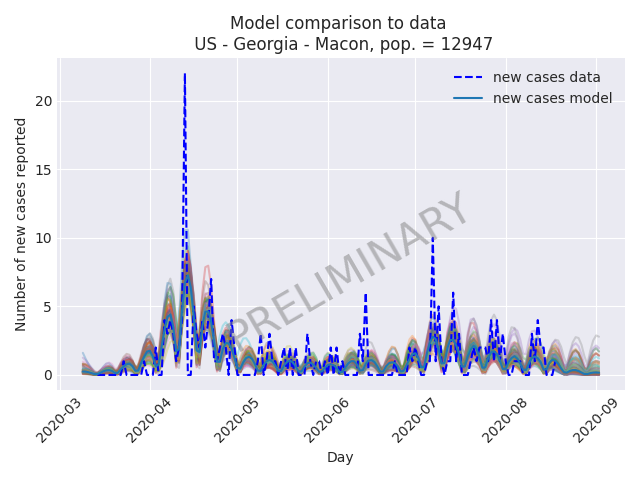 Model comparison to data
US - Georgia - Macon, pop. = 12947
new cases data
new cases model
Number of new cases reported
20
15
10
5
0
PRELIMINARY
2020-03
2020-04
2020-05
2020-06
2020-07
2020-08
2020-09
Day